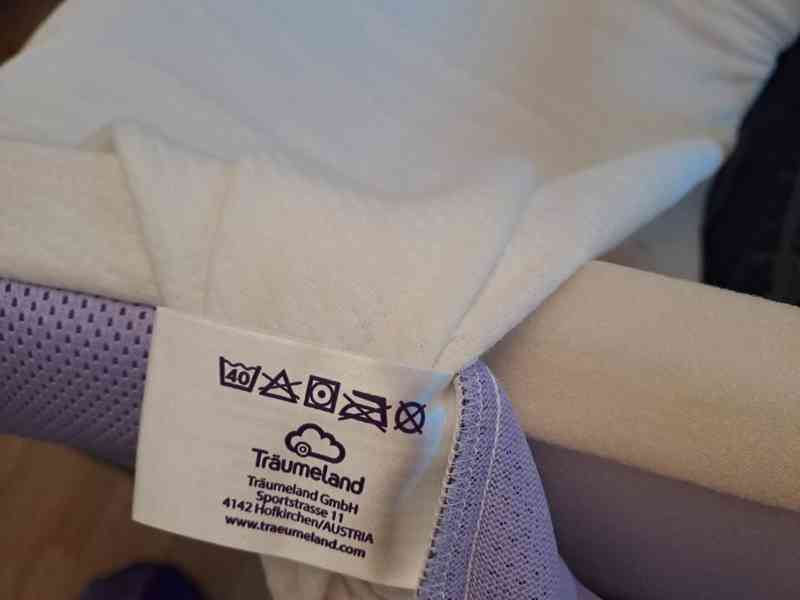 40
Träumeland
Träumeland GmbH
Sportstrasse 11
4142 Hofkirchen/AUSTRIA
www.traeumeland.com